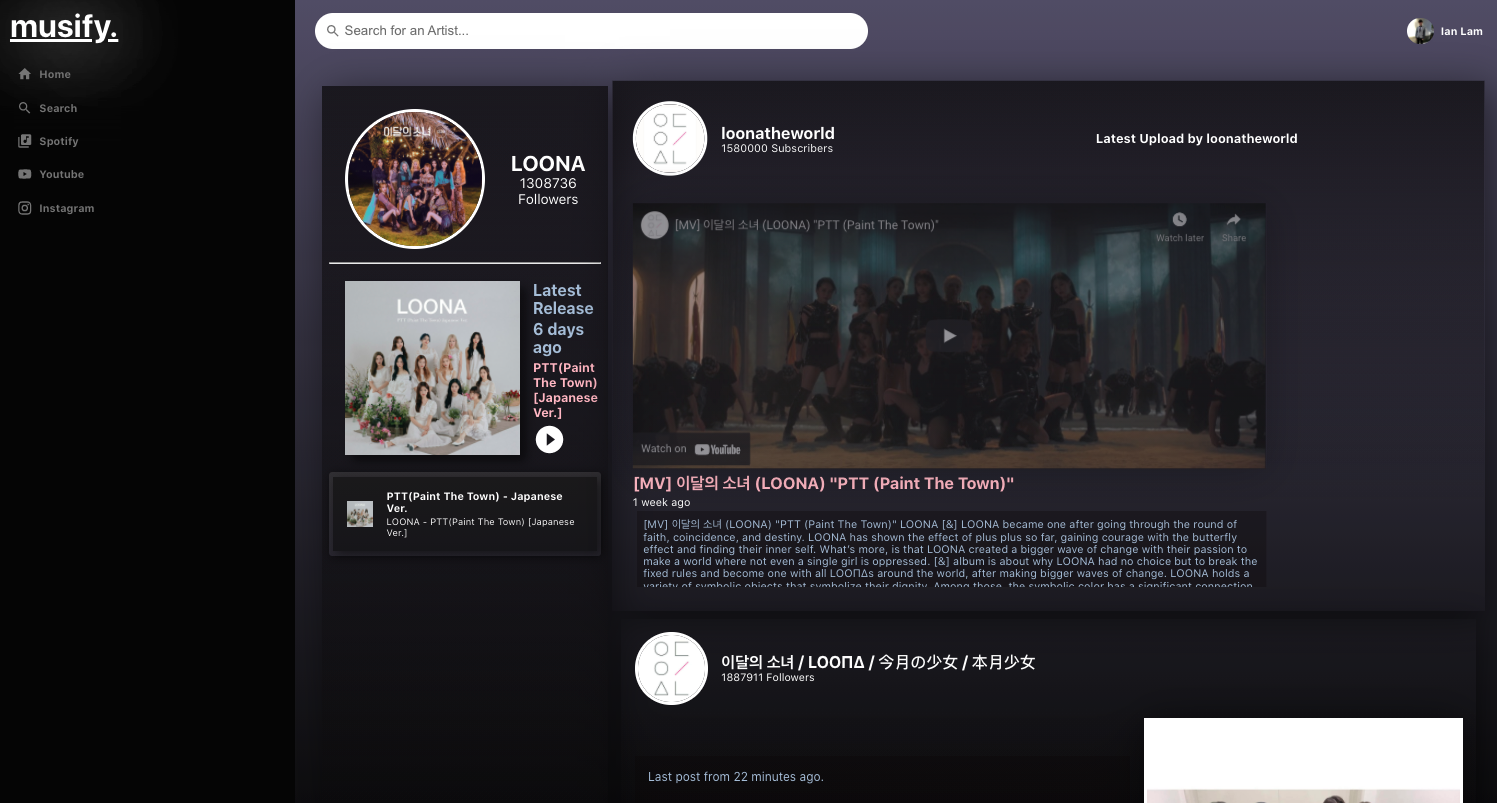 musify.
Search for an Artist...
Ian Lam
Home
Search
Spotify
Youtube
Instagram
이달의 소녀
LOONA
1308736
Followers
LOONA
Latest
Release
6 days
ago
PTT(Paint
The Town)
[Japanese
Ver.]
PTT(Paint The Town) - Japanese
Ver.
LOONA - PTT(Paint The Town) [Japanese
Ver.]
loonatheworld
1580000 Subscribers
Latest Upload by loonatheworld
[MV] 이달의 소녀 (LOONA) "PTT (Paint The Town)"
Watch later
Share
Watch on YouTube
[MV] 이달의 소녀 (LOONA) "PTT (Paint The Town)"
1 week ago
[MV] 이달의 소녀 (LOONA) "PTT (Paint The Town)" LOONA [&] LOONA became one after going through the round of
faith, coincidence, and destiny. LOONA has shown the effect of plus plus so far, gaining courage with the butterfly
effect and finding their inner self. What's more, is that LOONA created a bigger wave of change with their passion to
make a world where not even a single girl is oppressed. [&] album is about why LOONA had no choice but to break the
fixed rules and become one with all LOOΠΔs around the world, after making bigger waves of change. LOONA holds a
variety of symbolic objects that symbolize their dignity. Among those, the symbolic color has a significant connection
이달의 소녀 / LOOΠΔ / 今月の少女 / 本月少女
1887911 Followers
Last post from 22 minutes ago.